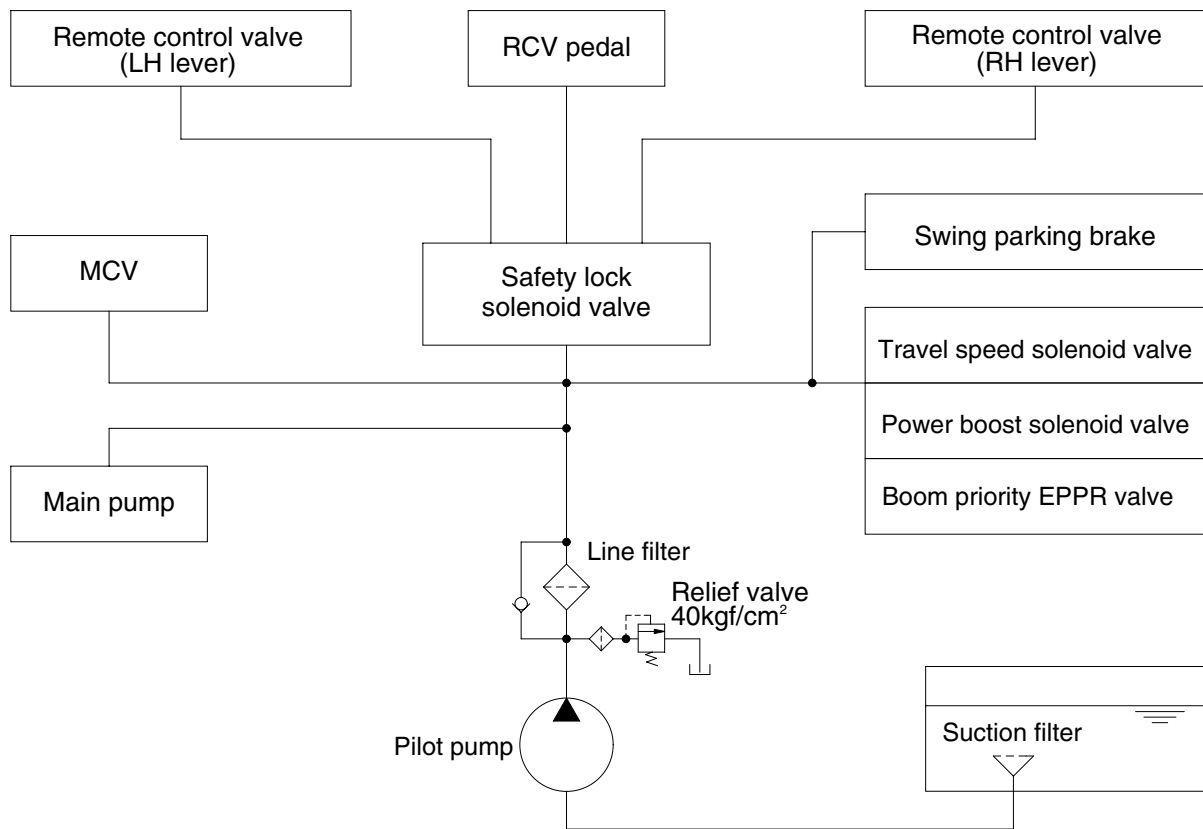 Remote control valve
(LH lever)
RCV pedal
Remote control valve
(RH lever)
MCV
Safety lock
solenoid valve
Swing parking brake
Travel speed solenoid valve
Power boost solenoid valve
Boom priority EPPR valve
Main pump
Line filter
Relief valve
40kgf/cm²
Pilot pump
Suction filter